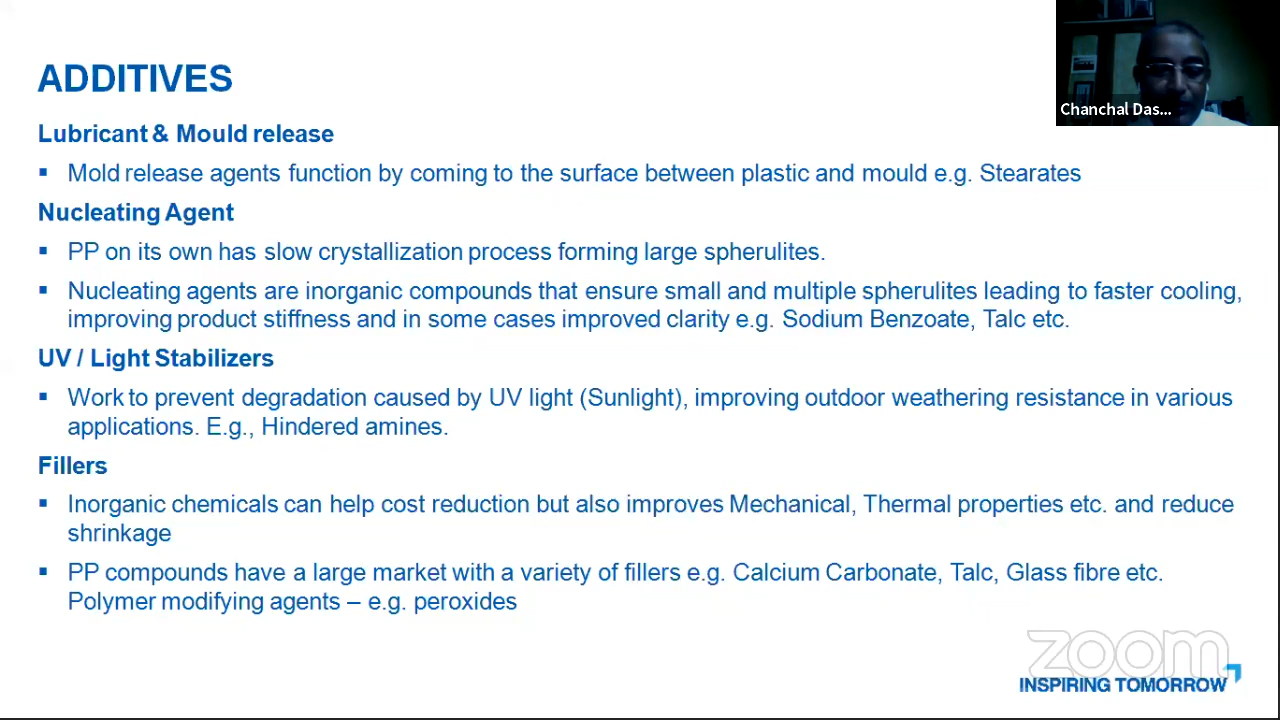 ADDITIVES
Chanchal Das...
Lubricant & Mould release
▪ Mold release agents function by coming to the surface between plastic and mould e.g. Stearates
Nucleating Agent
▪ PP on its own has slow crystallization process forming large spherulites.
▪ Nucleating agents are inorganic compounds that ensure small and multiple spherulites leading to faster cooling,
improving product stiffness and in some cases improved clarity e.g. Sodium Benzoate, Talc etc.
UV / Light Stabilizers
▪ Work to prevent degradation caused by UV light (Sunlight), improving outdoor weathering resistance in various
applications. E.g., Hindered amines.
Fillers
▪ Inorganic chemicals can help cost reduction but also improves Mechanical, Thermal properties etc. and reduce
shrinkage
▪ PP compounds have a large market with a variety of fillers e.g. Calcium Carbonate, Talc, Glass fibre etc.
Polymer modifying agents – e.g. peroxides
zoom
INSPIRING TOMORROW